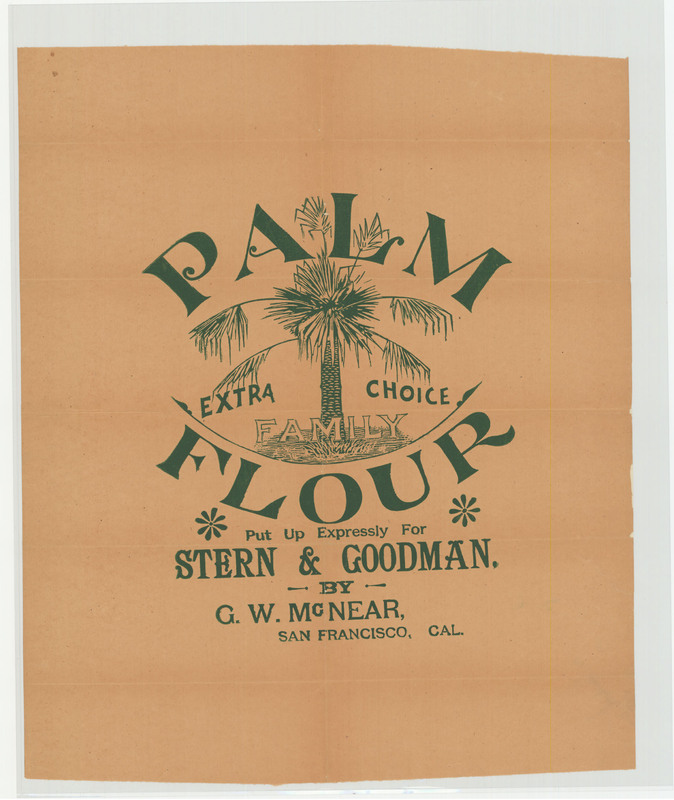 PALM
EXTRA CHOICE
FAMILY
FLOUR
Put Up Expressly For
STERN & GOODMAN.
— BY —
G. W. McNEAR,
SAN FRANCISCO, CAL.